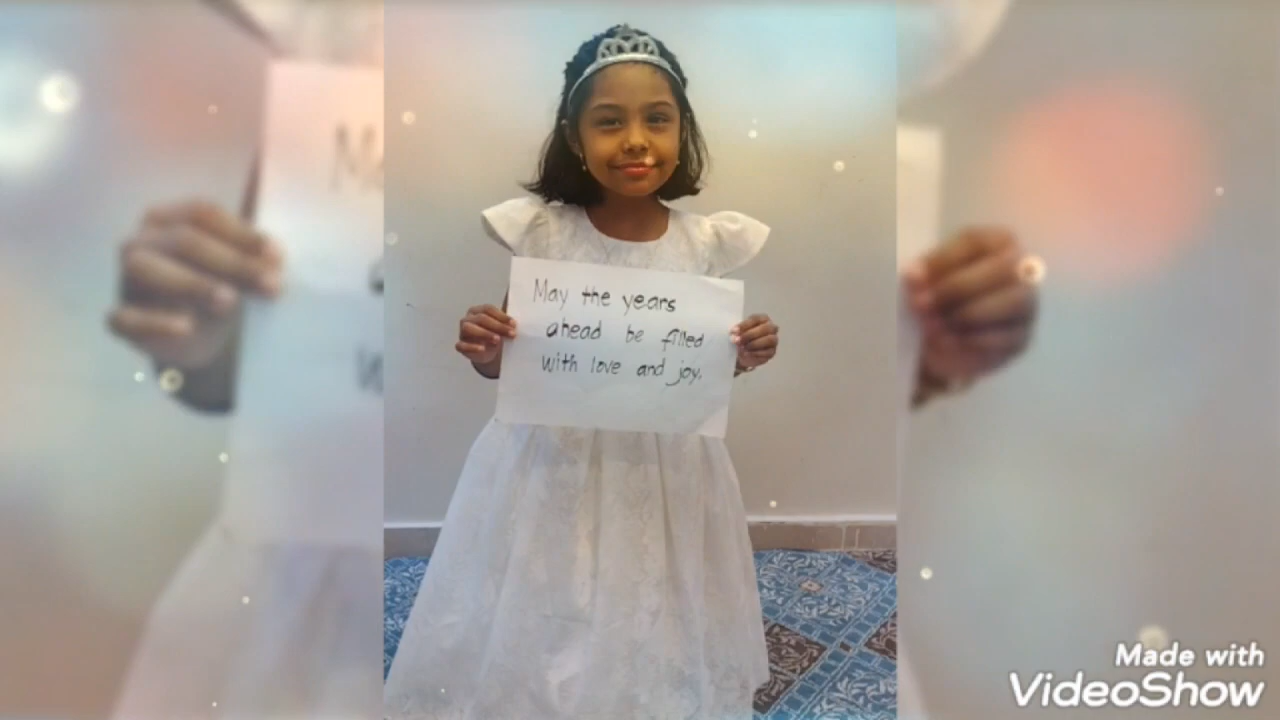 May the years
ahead be filled
with love and joy.
Made with
VideoShow